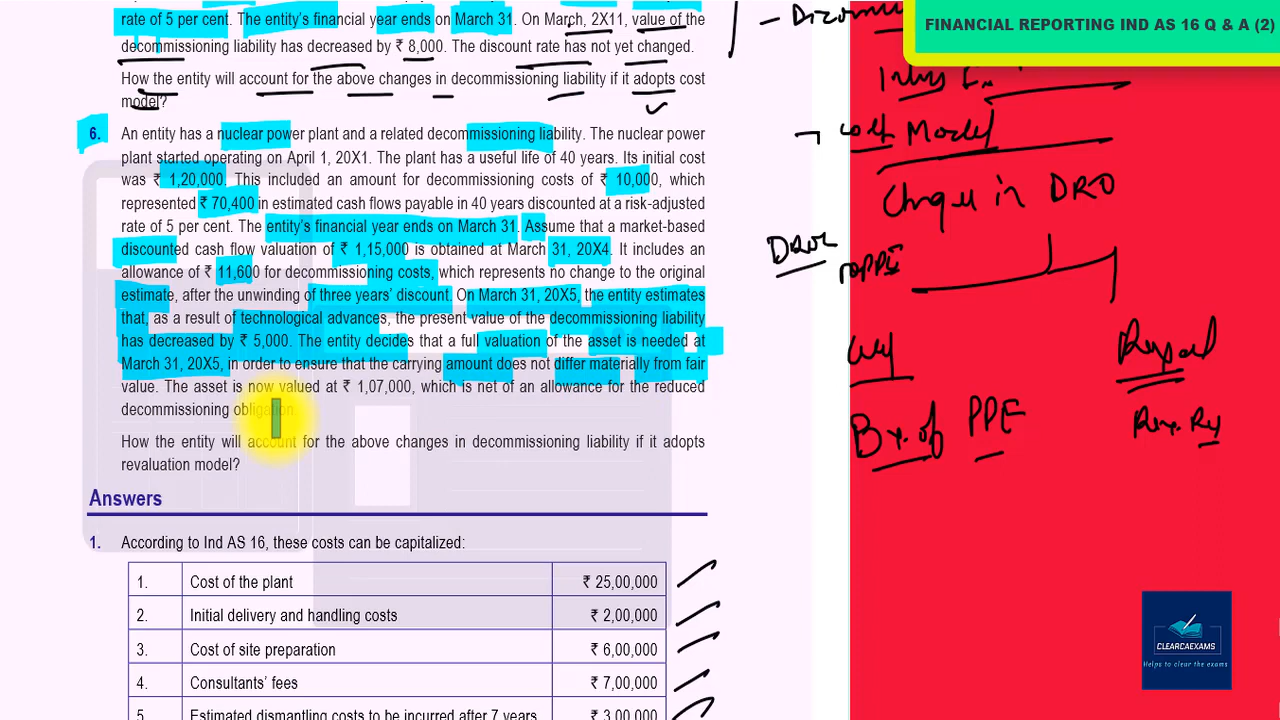 rate of 5 per cent. The entity's financial year ends on March 31. On March, 2X11, value of the
decommissioning liability has decreased by ₹ 8,000. The discount rate has not yet changed.
How the entity will account for the above changes in decommissioning liability if it adopts cost
model?
6. An entity has a nuclear power plant and a related decommissioning liability. The nuclear power
plant started operating on April 1, 20X1. The plant has a useful life of 40 years. Its initial cost
was ₹ 1,20,000. This included an amount for decommissioning costs of ₹ 10,000, which
represented ₹ 70,400 in estimated cash flows payable in 40 years discounted at a risk-adjusted
rate of 5 per cent. The entity's financial year ends on March 31. Assume that a market-based
discounted cash flow valuation of ₹ 1,15,000 is obtained at March 31, 20X4. It includes an
allowance of ₹ 11,600 for decommissioning costs, which represents no change to the original
estimate, after the unwinding of three years' discount. On March 31, 20X5, the entity estimates
that, as a result of technological advances, the present value of the decommissioning liability
has decreased by ₹ 5,000. The entity decides that a full valuation of the asset is needed at
March 31, 20X5, in order to ensure that the carrying amount does not differ materially from fair
value. The asset is now valued at ₹ 1,07,000, which is net of an allowance for the reduced
decommissioning obligation.
How the entity will account for the above changes in decommissioning liability if it adopts
revaluation model?
Answers
1. According to Ind AS 16, these costs can be capitalized:
1. Cost of the plant ₹ 25,00,000
2. Initial delivery and handling costs ₹ 2,00,000
3. Cost of site preparation ₹ 6,00,000
4. Consultants' fees ₹ 7,00,000
5. Estimated dismantling costs to be incurred after 7 years ₹ 3,00,000
FINANCIAL REPORTING IND AS 16 Q & A (2)
Model
Change in DRO
of PPE
CLEARCAEXAMS
Helps to clear the exams